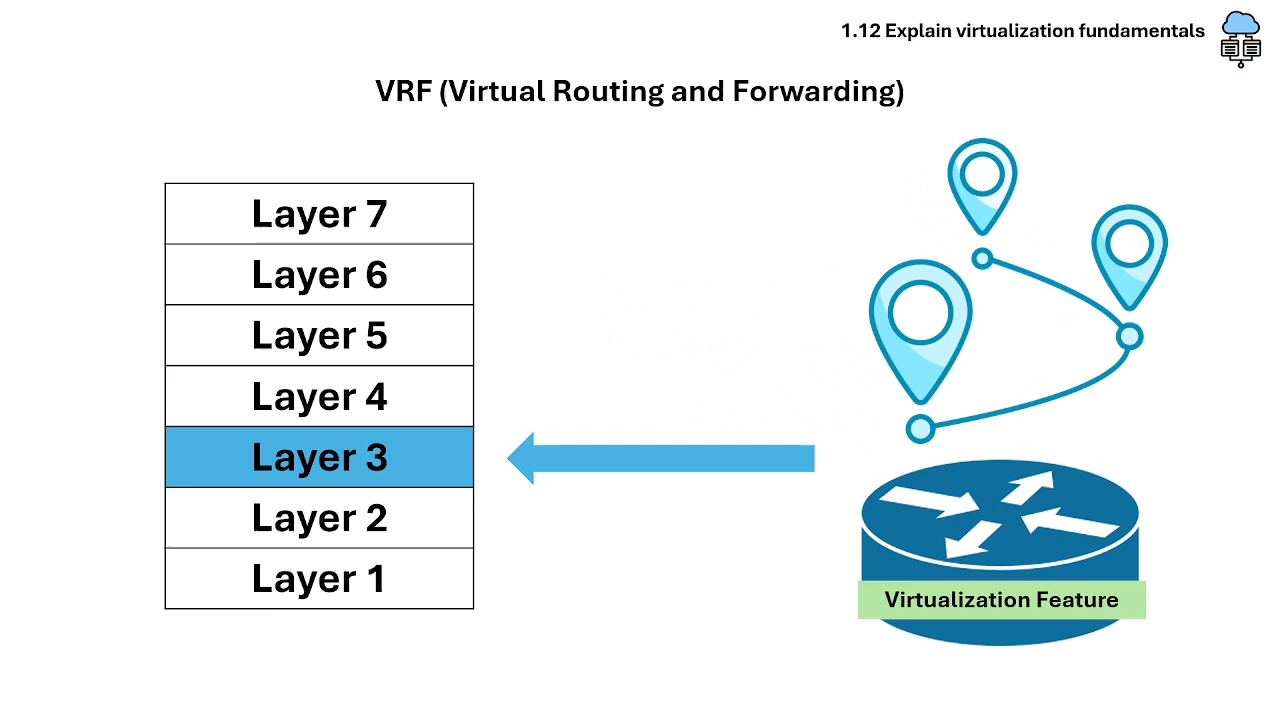 1.12 Explain virtualization fundamentals
VRF (Virtual Routing and Forwarding)
Layer 7
Layer 6
Layer 5
Layer 4
Layer 3
Layer 2
Layer 1
Virtualization Feature